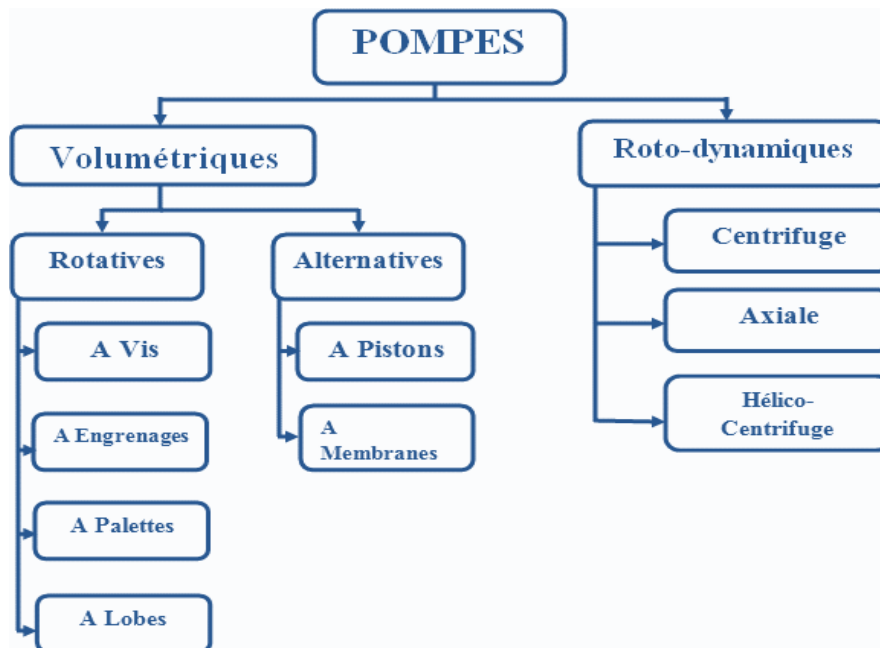 POMPES
Volumétriques
Roto-dynamiques
Rotatives
Alternatives
Centrifuge
A Vis
A Pistons
Axiale
A Engrenages
A
Membranes
Hélico-
Centrifuge
A Palettes
A Lobes